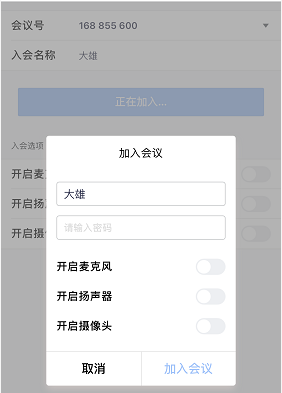 会议号 168 855 600
入会名称 大雄
正在加入...
入会选项
开启麦
开启扬
开启摄
加入会议
大雄
请输入密码
开启麦克风
开启扬声器
开启摄像头
取消 加入会议